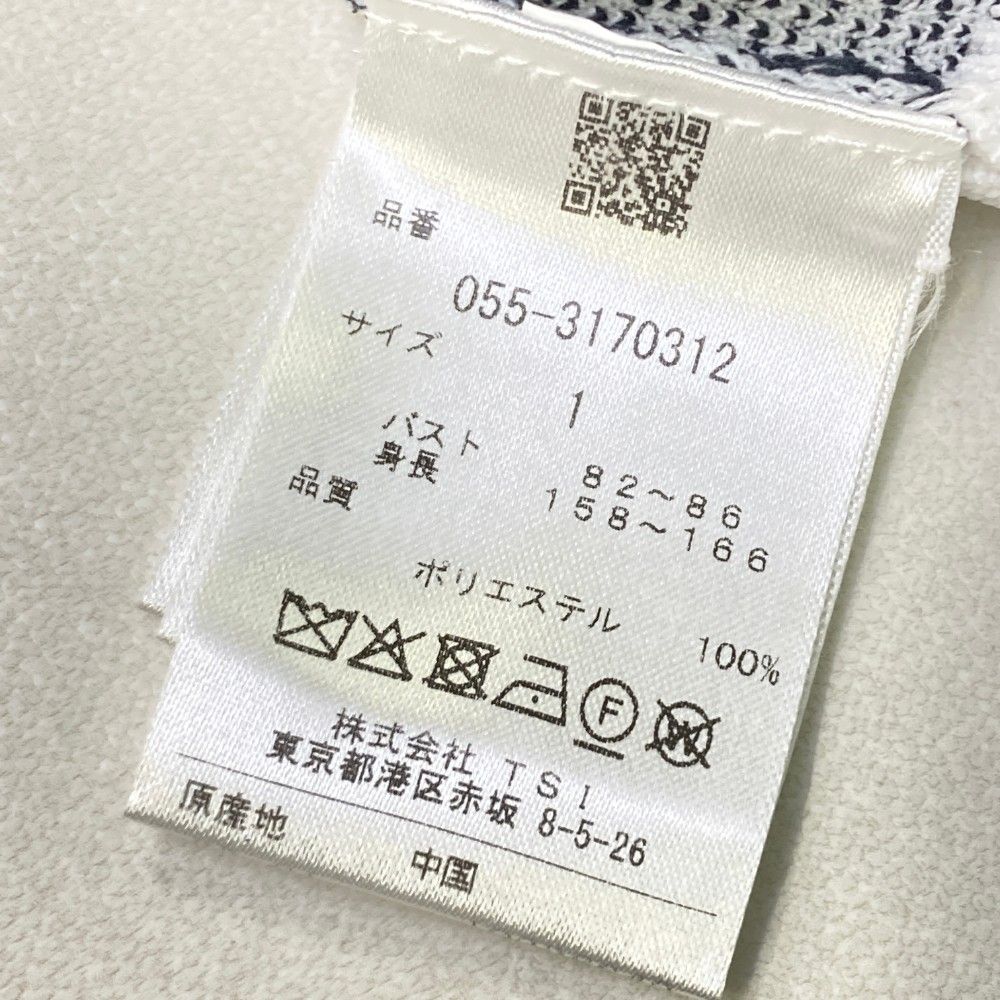 品番
055-3170312
サイズ
1
バスト 82～86
身長 158～166
品質
ポリエステル 100%
F
W
株式会社 TSI
東京都港区赤坂 8-5-26
原産地
中国